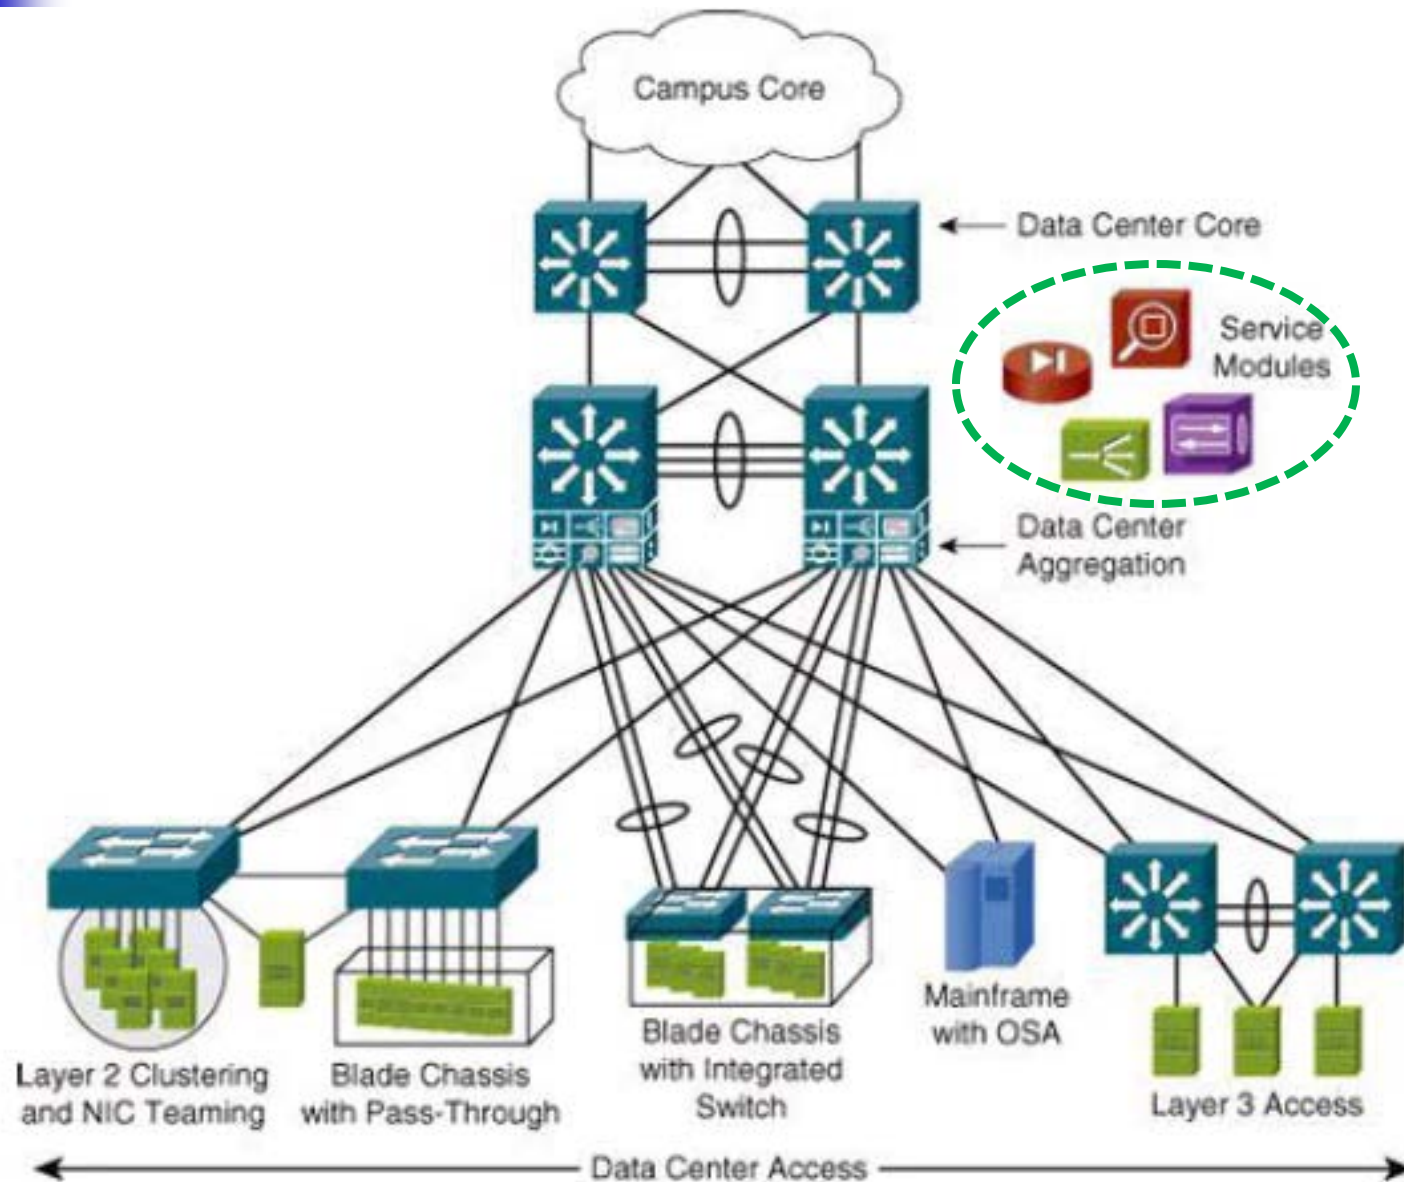 Campus Core
Data Center Core
Service
Modules
Data Center
Aggregation
Mainframe
with OSA
Blade Chassis
with Integrated
Switch
Layer 2 Clustering
and NIC Teaming
Blade Chassis
with Pass-Through
Layer 3 Access
Data Center Access